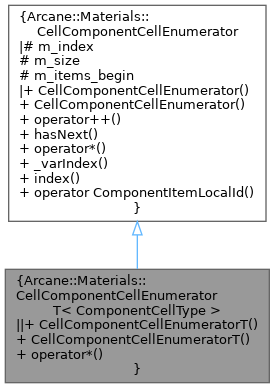 {Arcane::Materials::
CellComponentCellEnumerator
|# m_index
# m_size
# m_items_begin
|+ CellComponentCellEnumerator()
+ CellComponentCellEnumerator()
+ operator++()
+ hasNext()
+ operator*()
+ _varIndex()
+ index()
+ operator ComponentItemLocalId()
}
{Arcane::Materials::
CellComponentCellEnumerator
T< ComponentCellType >
||+ CellComponentCellEnumeratorT()
+ CellComponentCellEnumeratorT()
+ operator*()
}